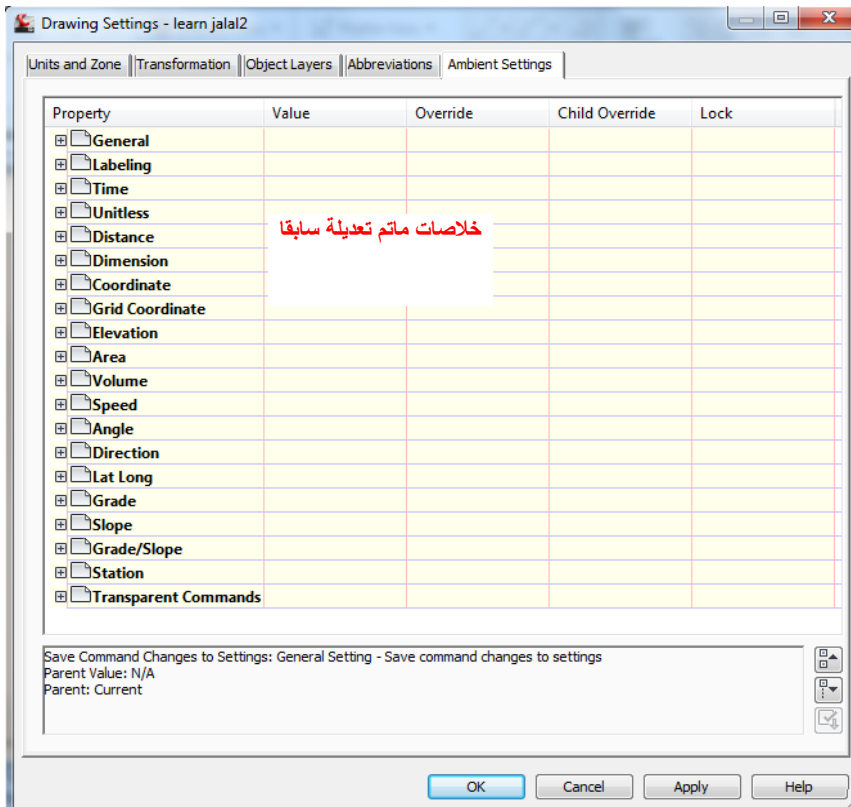 Drawing Settings - learn jalal2
Units and Zone Transformation Object Layers Abbreviations Ambient Settings
Property Value Override Child Override Lock
General
Labeling
Time
Unitless
خلاصات ماتم تعديلة سابقا
Distance
Dimension
Coordinate
Grid Coordinate
Elevation
Area
Volume
Speed
Angle
Direction
Lat Long
Grade
Slope
Grade/Slope
Station
Transparent Commands
Save Command Changes to Settings: General Setting - Save command changes to settings
Parent Value: N/A
Parent: Current
OK Cancel Apply Help